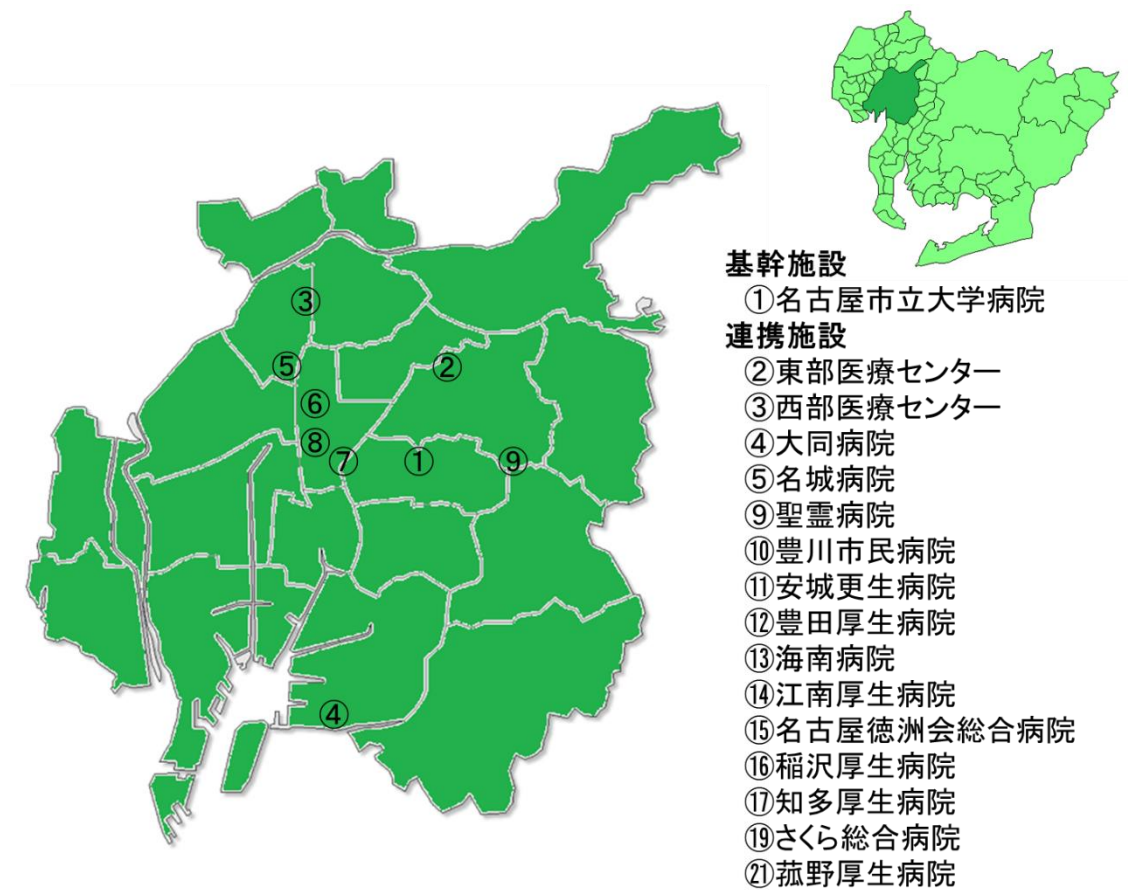 基幹施設
①名古屋市立大学病院
連携施設
②東部医療センター
③西部医療センター
④大同病院
⑤名城病院
⑨聖霊病院
⑩豊川市民病院
⑪安城更生病院
⑫豊田厚生病院
⑬海南病院
⑭江南厚生病院
⑮名古屋徳洲会総合病院
⑯稲沢厚生病院
⑰知多厚生病院
⑲さくら総合病院
㉑菰野厚生病院
③
⑤
②
⑥
⑧
⑦
①
⑨
④